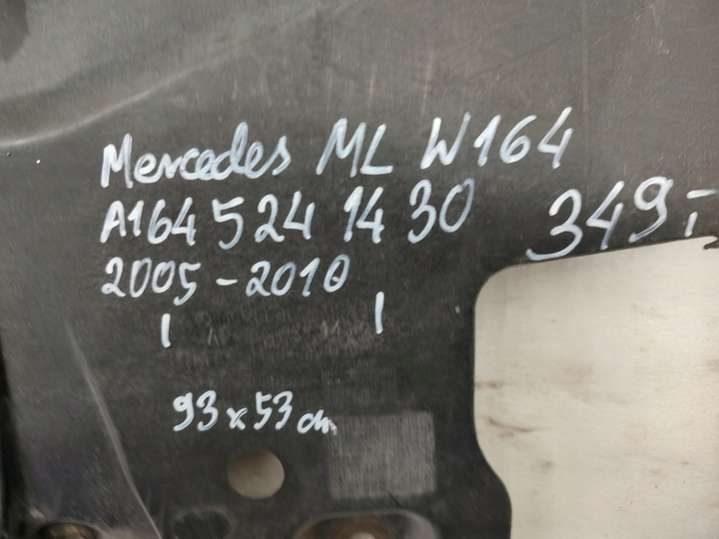 Mercedes ML W164
A164 524 14 30 349,-
2005-2010
93x53 cm